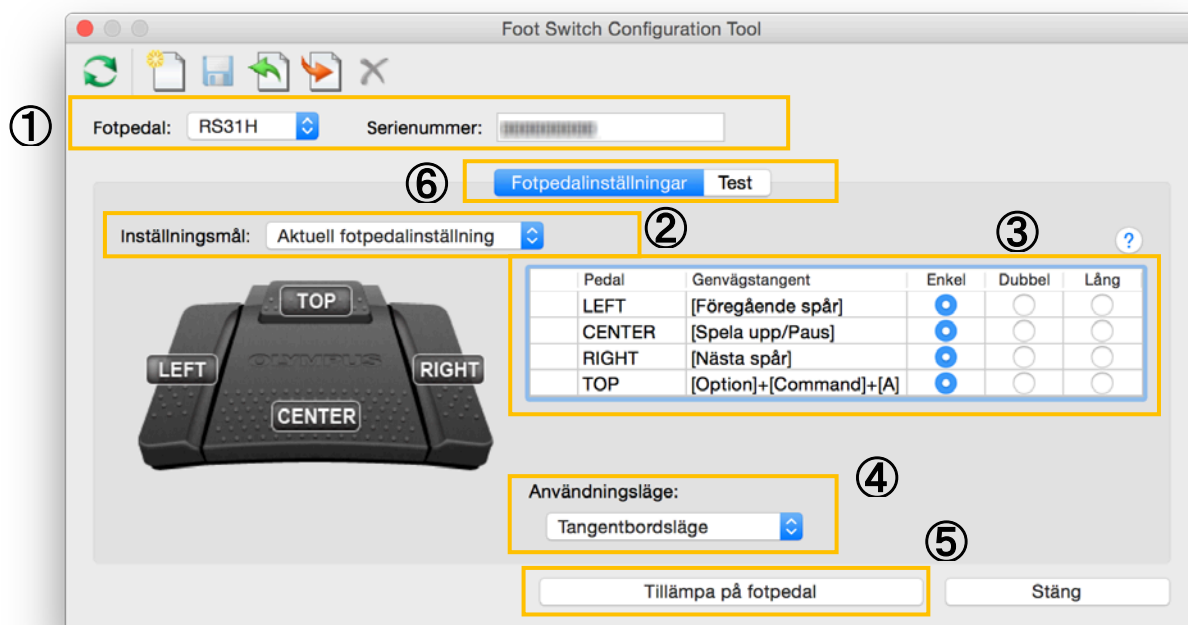 Foot Switch Configuration Tool
①
Fotpedal: RS31H Serienummer:
⑥
Fotpedalinställningar Test
Inställningsmål: Aktuell fotpedalinställning
② ③
?
Pedal Genvägstangent Enkel Dubbel Lång
LEFT [Föregående spår]
CENTER [Spela upp/Paus]
RIGHT [Nästa spår]
TOP [Option]+[Command]+[A]
TOP
OLYMPUS
LEFT RIGHT
CENTER
④
Användningsläge:
Tangentbordsläge
⑤
Tillämpa på fotpedal Stäng